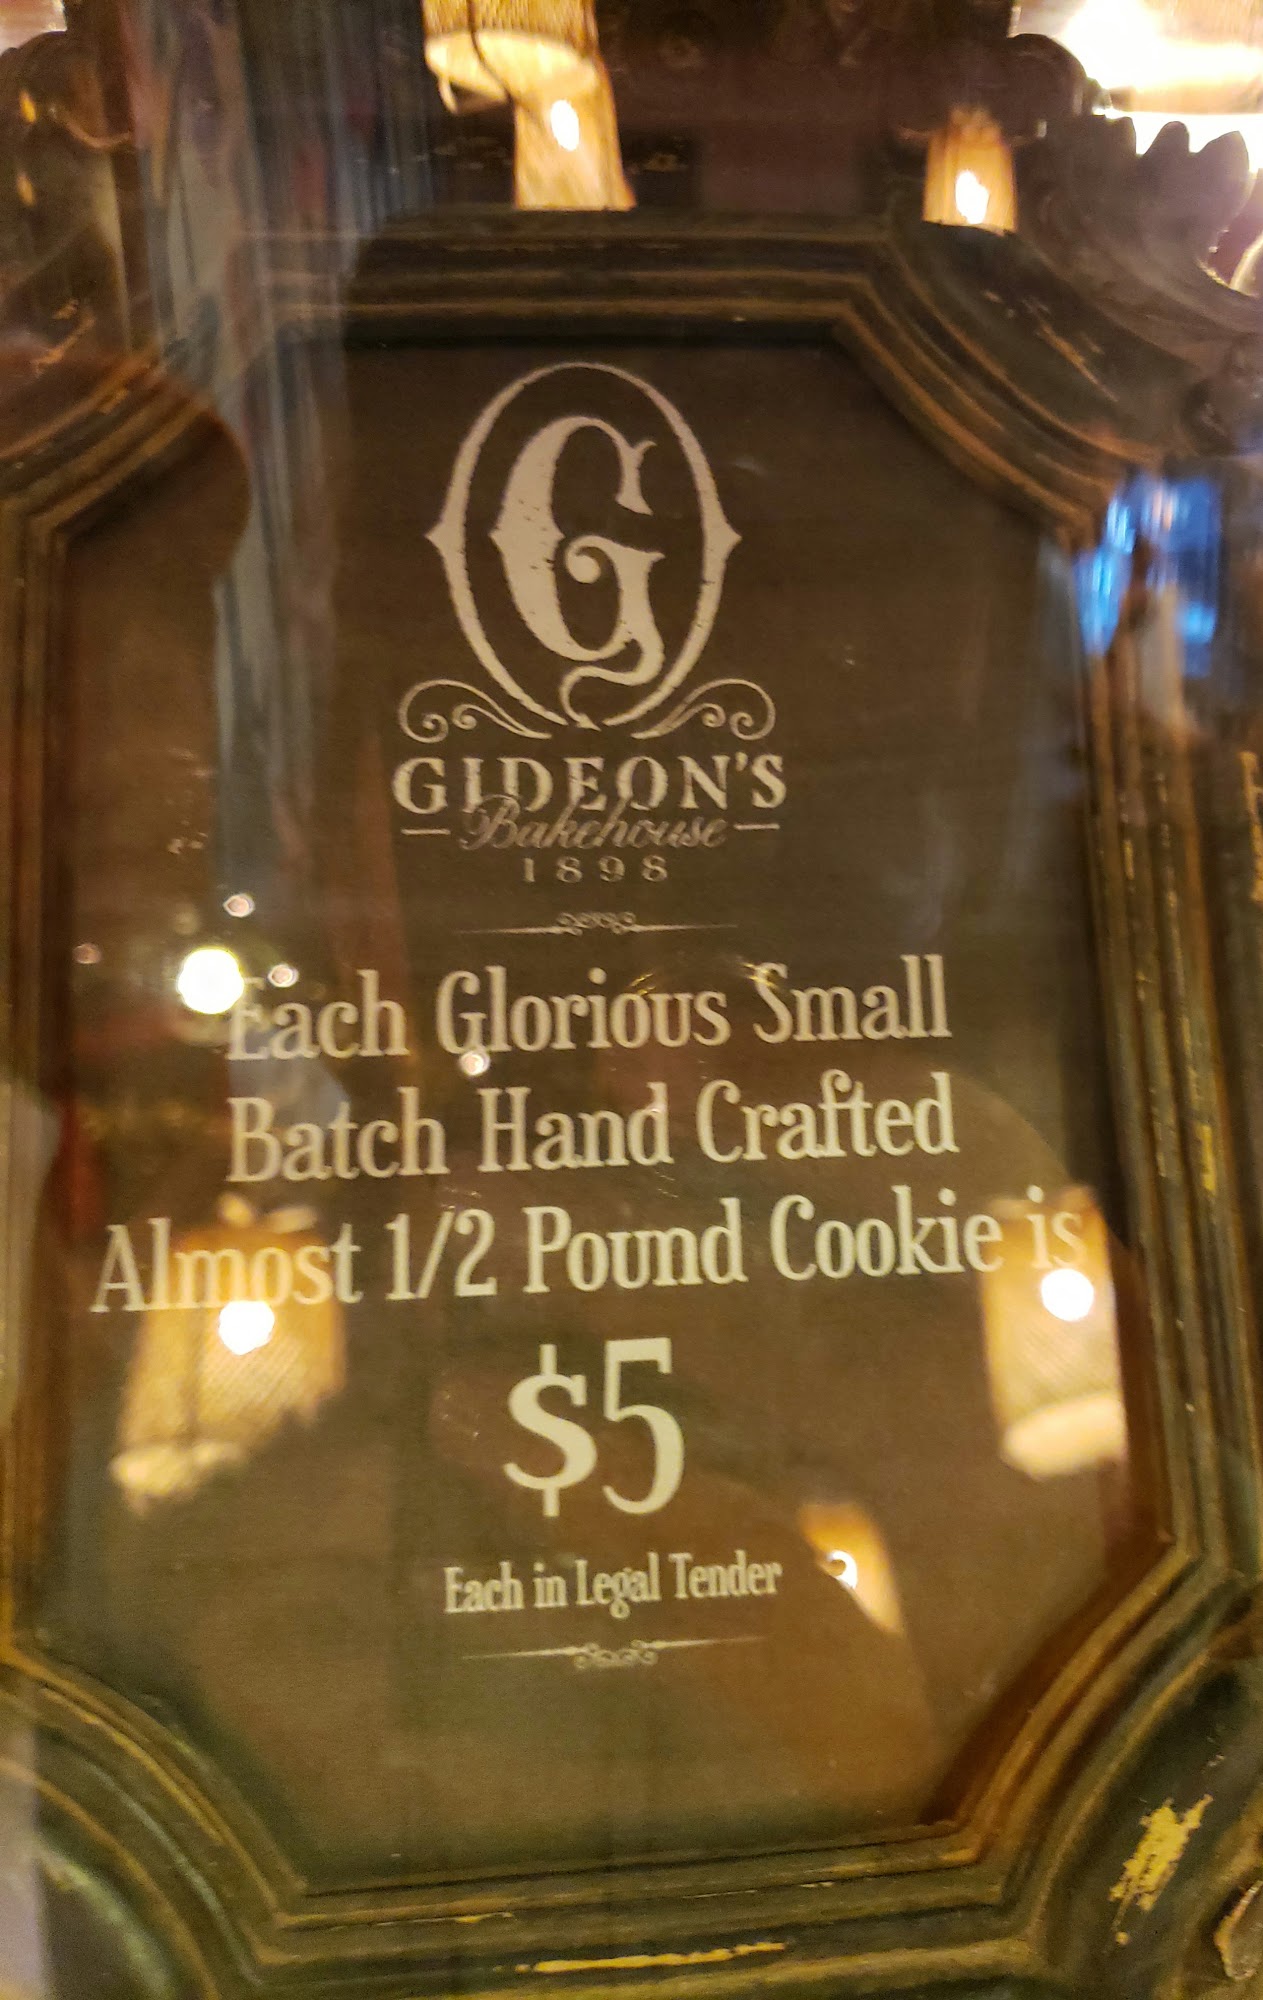 G
GIDEON'S
Bakehouse
1898
Each Glorious Small
Batch Hand Crafted
Almost 1/2 Pound Cookie is
$5
Each in Legal Tender